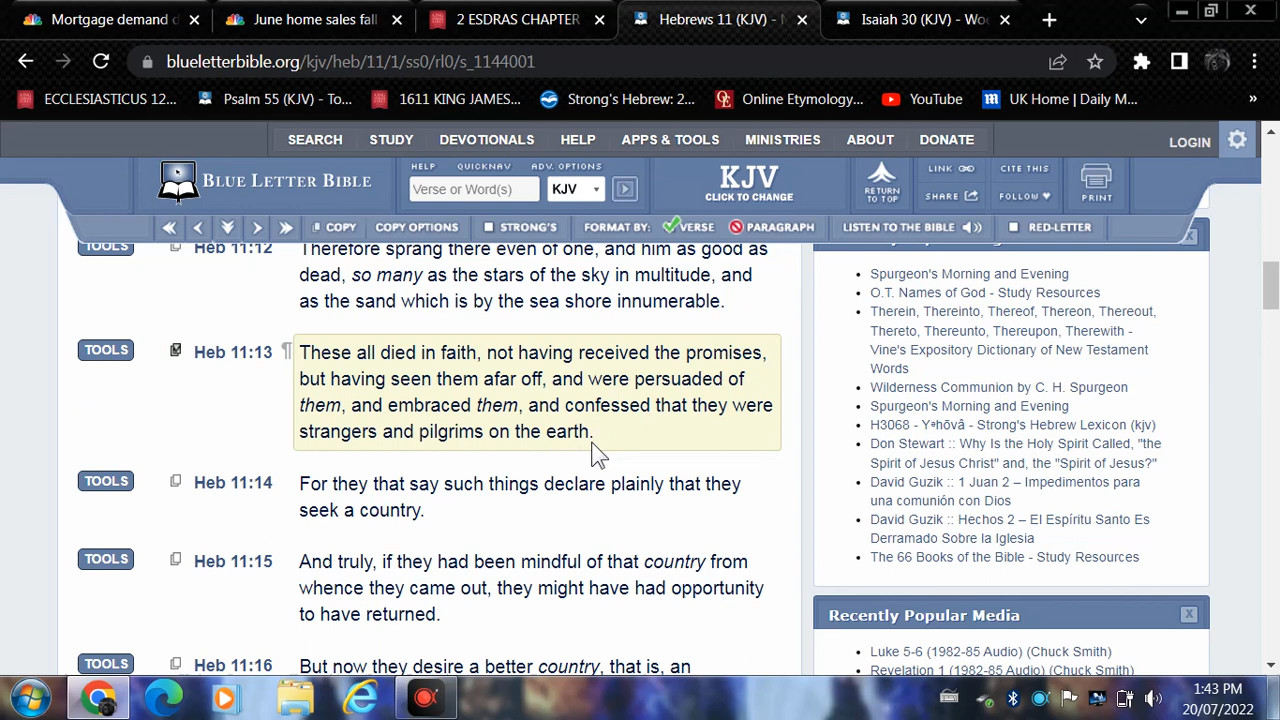 Mortgage demand d
June home sales fall
2 ESDRAS CHAPTER
Hebrews 11 (KJV) - N
Isaiah 30 (KJV) - Wo
blueletterbible.org/kjv/heb/11/1/ss0/rl0/s_1144001
ECCLESIASTICUS 12...
Psalm 55 (KJV) - To...
1611 KING JAMES...
Strong's Hebrew: 2...
Online Etymology...
YouTube
UK Home | Daily M...
SEARCH STUDY DEVOTIONALS HELP APPS & TOOLS MINISTRIES ABOUT DONATE LOGIN
BLUE LETTER BIBLE
HELP QUICKNAV ADV. OPTIONS
Verse or Word(s) KJV
KJV
CLICK TO CHANGE
RETURN
TO TOP
LINK CITE THIS
SHARE FOLLOW
PRINT
COPY COPY OPTIONS STRONG'S FORMAT BY: VERSE PARAGRAPH LISTEN TO THE BIBLE RED-LETTER
TOOLS Heb 11:12 Therefore sprang there even of one, and him as good as
dead, so many as the stars of the sky in multitude, and
as the sand which is by the sea shore innumerable.
TOOLS Heb 11:13 ¶ These all died in faith, not having received the promises,
but having seen them afar off, and were persuaded of
them, and embraced them, and confessed that they were
strangers and pilgrims on the earth.
TOOLS Heb 11:14 For they that say such things declare plainly that they
seek a country.
TOOLS Heb 11:15 And truly, if they had been mindful of that country from
whence they came out, they might have had opportunity
to have returned.
TOOLS Heb 11:16 But now they desire a better country, that is, an
Spurgeon's Morning and Evening
O.T. Names of God - Study Resources
Therein, Thereinto, Thereof, Thereon, Thereout,
Thereto, Thereunto, Thereupon, Therewith -
Vine's Expository Dictionary of New Testament
Words
Wilderness Communion by C. H. Spurgeon
Spurgeon's Morning and Evening
H3068 - Yᵊhōvâ - Strong's Hebrew Lexicon (kjv)
Don Stewart :: Why Is the Holy Spirit Called, "the
Spirit of Jesus Christ" and, the "Spirit of Jesus?"
David Guzik :: 1 Juan 2 – Impedimentos para
una comunión con Dios
David Guzik :: Hechos 2 – El Espíritu Santo Es
Derramado Sobre la Iglesia
The 66 Books of the Bible - Study Resources
Recently Popular Media
Luke 5-6 (1982-85 Audio) (Chuck Smith)
Revelation 1 (1982-85 Audio) (Chuck Smith)
1:43 PM
20/07/2022